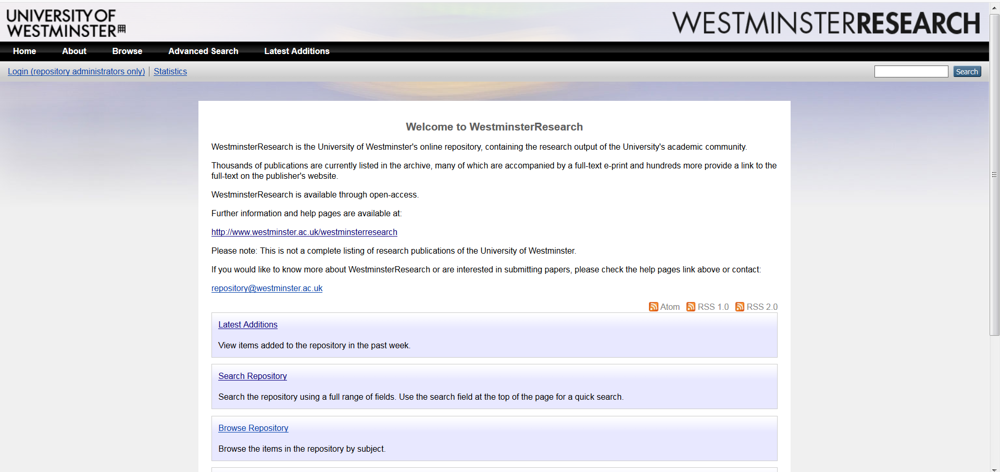 UNIVERSITY OF
WESTMINSTER
WESTMINSTERRESEARCH
Home About Browse Advanced Search Latest Additions
Login (repository administrators only) Statistics Search
Welcome to WestminsterResearch
WestminsterResearch is the University of Westminster's online repository, containing the research output of the University's academic community.
Thousands of publications are currently listed in the archive, many of which are accompanied by a full-text e-print and hundreds more provide a link to the
full-text on the publisher's website.
WestminsterResearch is available through open-access.
Further information and help pages are available at:
http://www.westminster.ac.uk/westminsterresearch
Please note: This is not a complete listing of research publications of the University of Westminster.
If you would like to know more about WestminsterResearch or are interested in submitting papers, please check the help pages link above or contact:
repository@westminster.ac.uk
Atom RSS 1.0 RSS 2.0
Latest Additions
View items added to the repository in the past week.
Search Repository
Search the repository using a full range of fields. Use the search field at the top of the page for a quick search.
Browse Repository
Browse the items in the repository by subject.